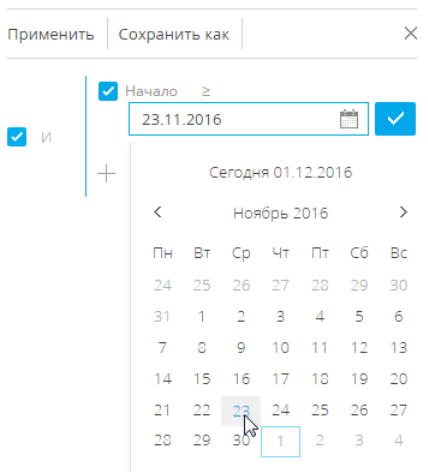 Применить Сохранить как
Начало ≥
23.11.2016
И
Сегодня 01.12.2016
Ноябрь 2016
Пн Вт Ср Чт Пт Сб Вс
24 25 26 27 28 29 30
31 1 2 3 4 5 6
7 8 9 10 11 12 13
14 15 16 17 18 19 20
21 22 23 24 25 26 27
28 29 30 1 2 3 4